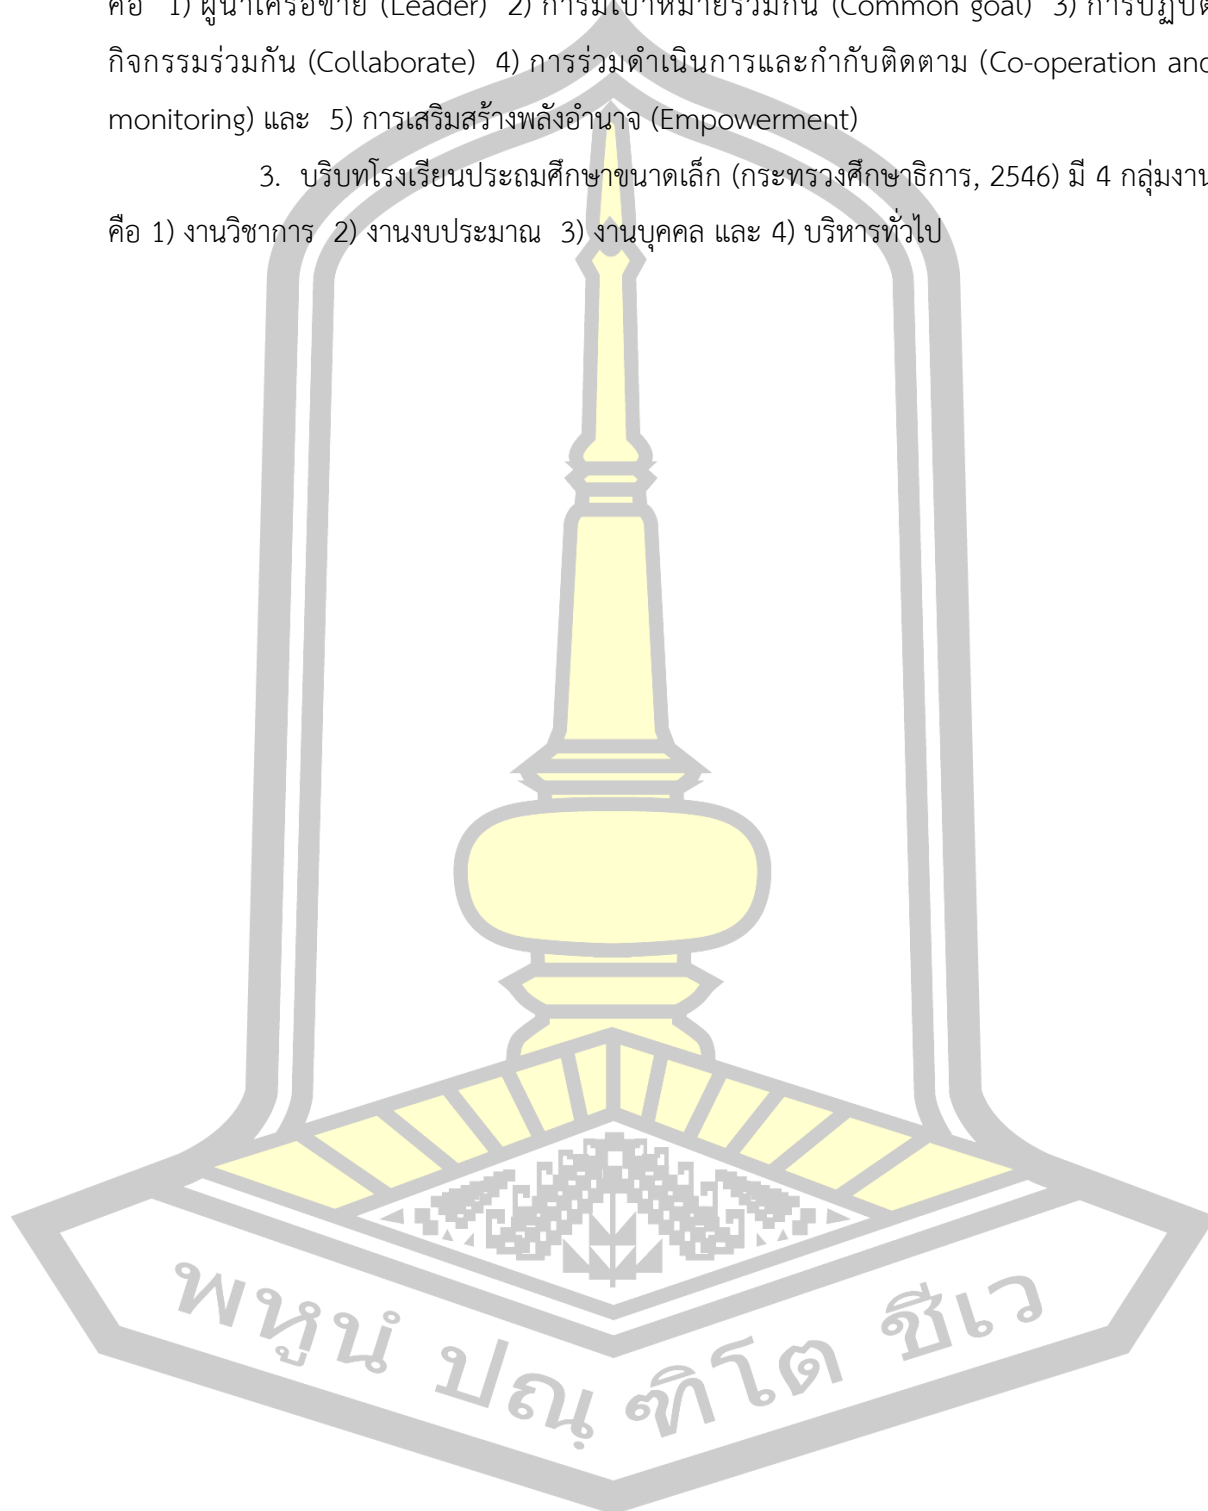 คือ 1) ผู้นำเครือข่าย (Leader) 2) การมีเป้าหมายร่วมกัน (Common goal) 3) การปฏิบัติ
กิจกรรมร่วมกัน (Collaborate) 4) การร่วมดำเนินการและกำกับติดตาม (Co-operation and
monitoring) และ 5) การเสริมสร้างพลังอำนาจ (Empowerment)
3. บริบทโรงเรียนประถมศึกษาขนาดเล็ก (กระทรวงศึกษาธิการ, 2546) มี 4 กลุ่มงาน
คือ 1) งานวิชาการ 2) งานงบประมาณ 3) งานบุคคล และ 4) บริหารทั่วไป
พหูนํ ปณฺฑิโต ชีเว